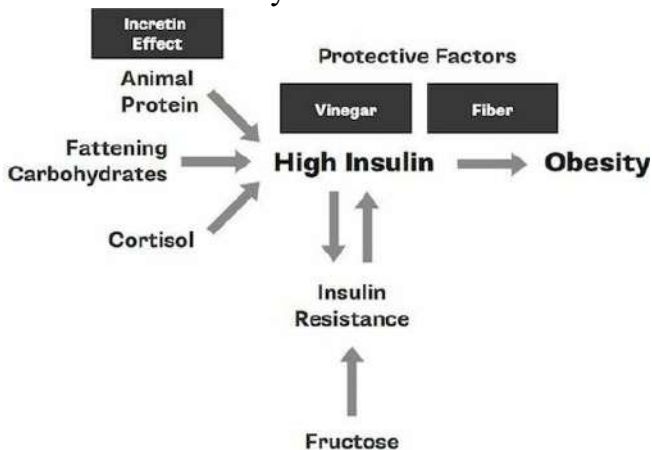 Incretin
Effect
Protective Factors
Animal
Protein
Vinegar
Fiber
Fattening
Carbohydrates
High Insulin
Obesity
Cortisol
Insulin
Resistance
Fructose